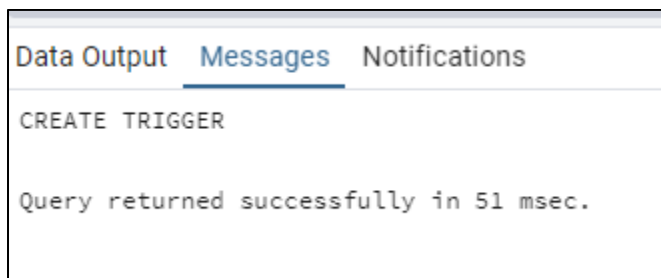 Data Output Messages Notifications
CREATE TRIGGER
Query returned successfully in 51 msec.